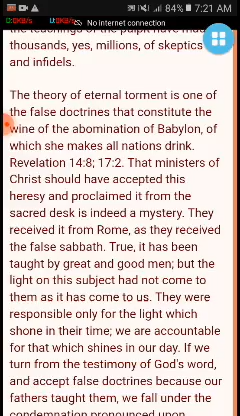 84% 7:21 AM
0:0KB/s U:0KB/s No internet connection
the teachings of the pulpit have made
thousands, yes, millions, of skeptics
and infidels.
The theory of eternal torment is one of
the false doctrines that constitute the
wine of the abomination of Babylon, of
which she makes all nations drink.
Revelation 14:8; 17:2. That ministers of
Christ should have accepted this
heresy and proclaimed it from the
sacred desk is indeed a mystery. They
received it from Rome, as they received
the false sabbath. True, it has been
taught by great and good men; but the
light on this subject had not come to
them as it has come to us. They were
responsible only for the light which
shone in their time; we are accountable
for that which shines in our day. If we
turn from the testimony of God's word,
and accept false doctrines because our
fathers taught them, we fall under the
condemnation pronounced upon